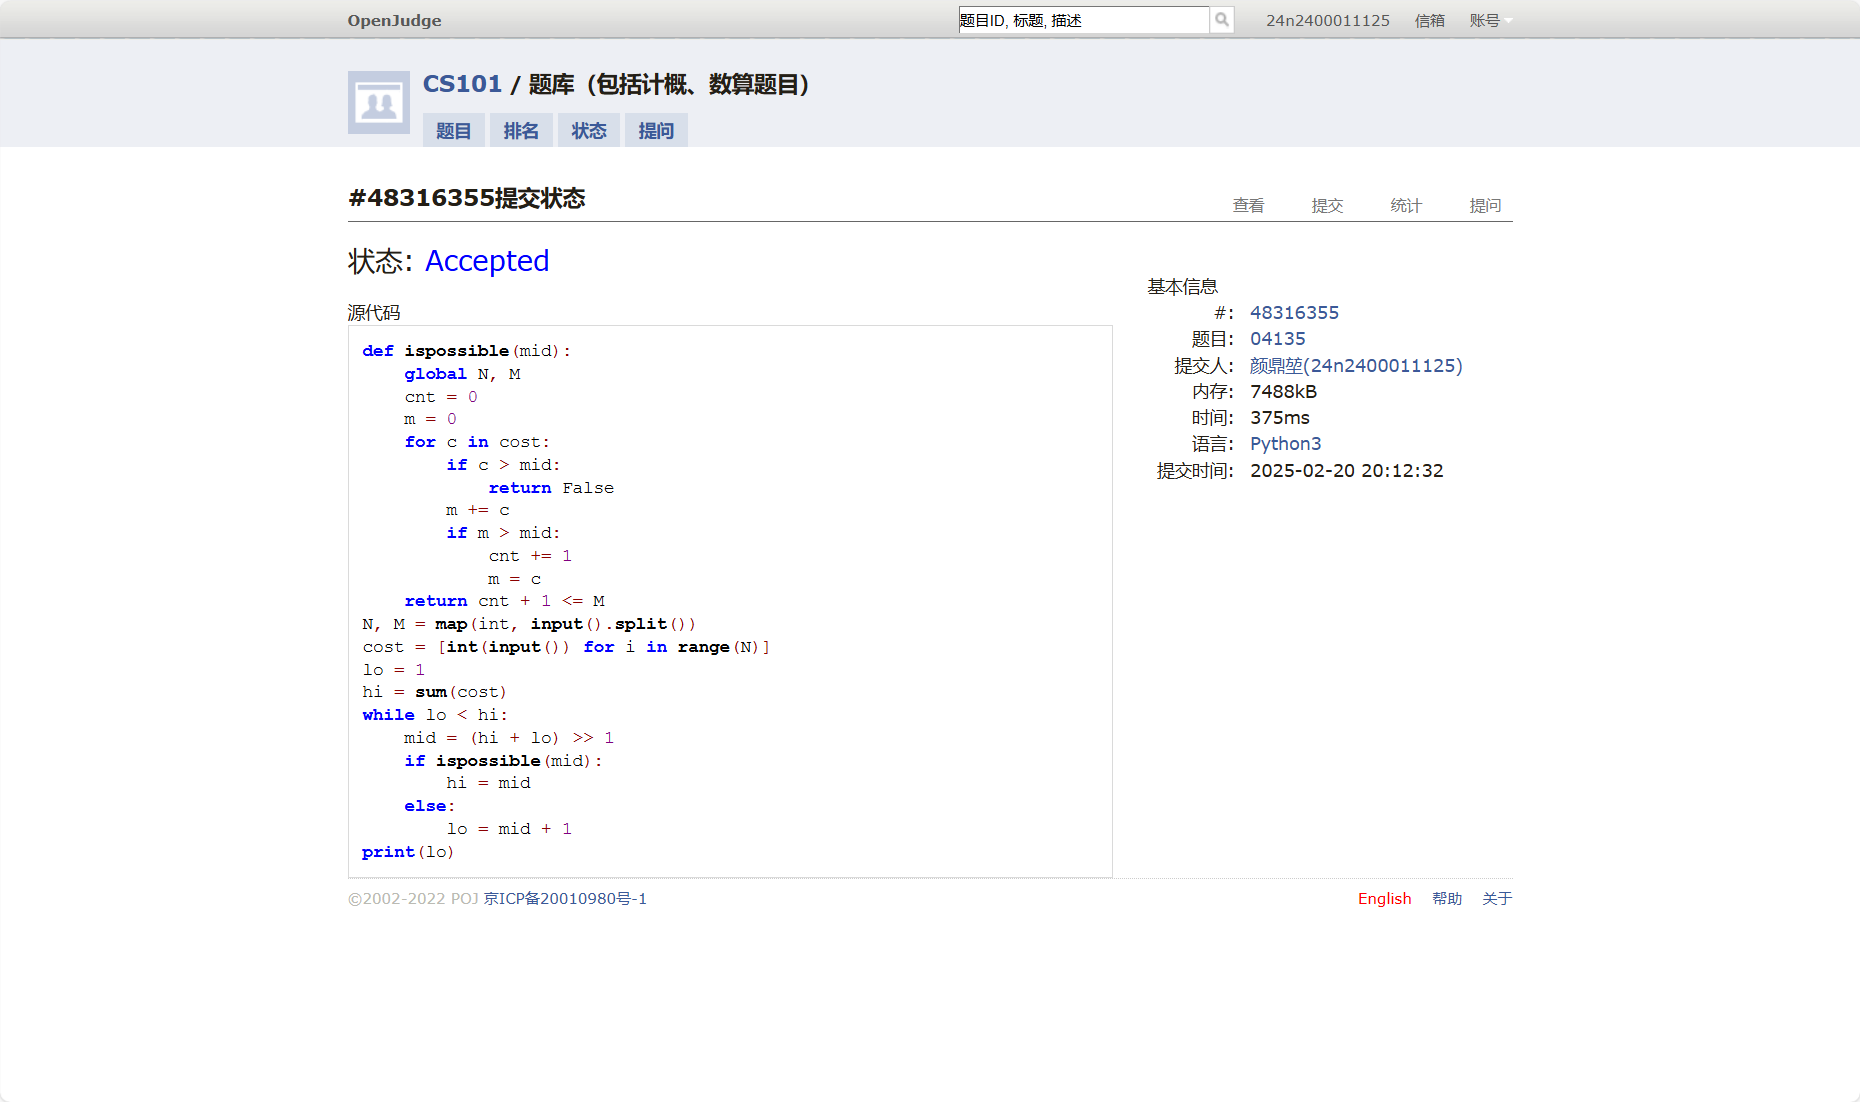 OpenJudge
题目ID, 标题, 描述
24n2400011125 信箱 账号
CS101 / 题库（包括计概、数算题目）
题目 排名 状态 提问
#48316355提交状态
查看 提交 统计 提问
状态: Accepted
源代码
def ispossible(mid):
    global N, M
    cnt = 0
    m = 0
    for c in cost:
        if c > mid:
            return False
        m += c
        if m > mid:
            cnt += 1
            m = c
    return cnt + 1 <= M
N, M = map(int, input().split())
cost = [int(input()) for i in range(N)]
lo = 1
hi = sum(cost)
while lo < hi:
    mid = (hi + lo) >> 1
    if ispossible(mid):
        hi = mid
    else:
        lo = mid + 1
print(lo)
基本信息
#: 48316355
题目: 04135
提交人: 颜鼎堃(24n2400011125)
内存: 7488kB
时间: 375ms
语言: Python3
提交时间: 2025-02-20 20:12:32
©2002-2022 POJ 京ICP备20010980号-1
English 帮助 关于